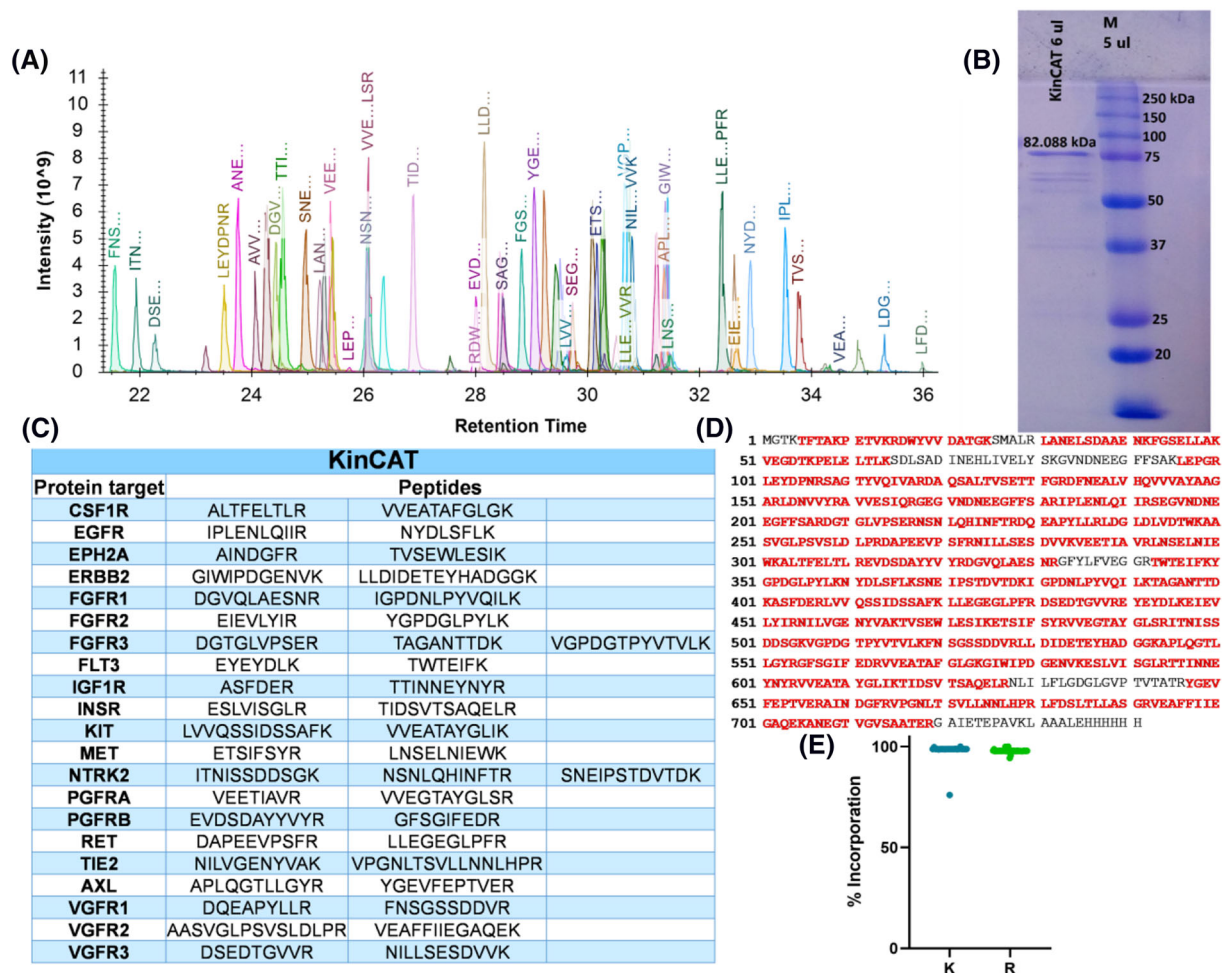 (A)
Intensity (10^9)
11
10
9
8
7
6
5
4
3
2
1
0
22
24
26
28
30
32
34
36
Retention Time
FNS...
ITN...
DSE...
LEYDPNR
ANE...
AVV...
DGV...
TTI...
SNE...
LAN...
VEE...
LEP...
NSN...
VVE...LSR
TID...
EVD...
LLD...
SAG...
FGS...
YGE...
LVV...
SEG...
ETS...
LLE...VVR
NIL...VVK
APL...
GIW...
LNS...
LLE...PFR
EIE...
NYD...
IPL...
TVS...
VEA...
LDG...
LFD...
(B)
KinCAT 6 ul
M
5 ul
82.088 kDa
250 kDa
150
100
75
50
37
25
20
(C)
KinCAT
Protein target Peptides
CSF1R ALTFELTLR VVEATAFGLGK
EGFR IPLENLQIIR NYDLSFLK
EPH2A AINDGFR TVSEWLESIK
ERBB2 GIWIPDGENVK LLDIDETEYHADGGK
FGFR1 DGVQLAESNR IGPDNLPYVQILK
FGFR2 EIEVLYIR YGPDGLPYLK
FGFR3 DGTGLVPSER TAGANTTDK VGPDGTPYVTVLK
FLT3 EYEYDLK TWTEIFK
IGF1R ASFDER TTINNEYNYR
INSR ESLVISGLR TIDSVTSAQELR
KIT LVVQSSIDSSAFK VVEATAYGLIK
MET ETSIFSYR LNSELNIEWK
NTRK2 ITNISSDDSGK NSNLQHINFTR SNEIPSTDVTDK
PGFRA VEETIAVR VVEGTAYGLSR
PGFRB EVDSDAYYVYR GFSGIFEDR
RET DAPEEVPSFR LLEGEGLPFR
TIE2 NILVGENYVAK VPGNLTSVLLNNLHPR
AXL APLQGTLLGYR YGEVFEPTVER
VGFR1 DQEAPYLLR FNSGSSDDVR
VGFR2 AASVGLPSVSLDLPR VEAFFIIEGAQEK
VGFR3 DSEDTGVVR NILLSESDVVK
(D)
1 MGTKTFTAKP ETVKRDWYVV DATGKSMALR LANELSDAAE NKFGSELLAK
51 VEGDTKPELE LTLKSDLSAD INEHLIVELY SKGVNDNEEG FFSAKLEPGR
101 LEYDPNRSAG TYVQIVARDA QSALTVSETT FGRDFNEALV HQVVVAYAAG
151 ARLDNVVYRA VVESIQRGEG VNDNEEGFFS ARIPLENLQI IRSEGVNDNE
201 EGFFSARDGT GLVPSERNSN LQHINFTRDQ EAPYLLRLDG LDLVDTWKAA
251 SVGLPSVSLD LPRDAPEEVP SFRNILLSES DVVKVEETIA VRLNSELNIE
301 WKALTFELTL REVDSDAYYV YRDGVQLAES NRGFYLFVEG GRTWTEIFKY
351 GPDGLPYLKN YDLSFLKSNE IPSTDVTDKI GPDNLPYVQI LKTAGANTTD
401 KASFDERLVV QSSIDSSAFK LLEGEGLPFR DSEDTGVVRE YEYDLKEIEV
451 LYIRNILVGE NYVAKTVSEW LESIKETSIF SYRVVEGTAY GLSRITNISS
501 DDSGKVGPDG TPYVTVLKFN SGSSDDVRLL DIDETEYHAD GGKAPLQGTL
551 LGYRGFSGIF EDRVVEATAF GLGKGIWIPD GENVKESLVI SGLRTTINNE
601 YNYRVVEATA YGLIKTIDSV TSAQELRNLI LFLGDGLGVP TVTATRYGEV
651 FEPTVERAIN DGFRVPGNLT SVLLNNLHPR LFDSLTLLAS GRVEAFFIIE
701 GAQEKANEGT VGVSAATERG AIETEPAVKL AAALEHHHHH H
(E)
% Incorporation
100
50
0
K
R